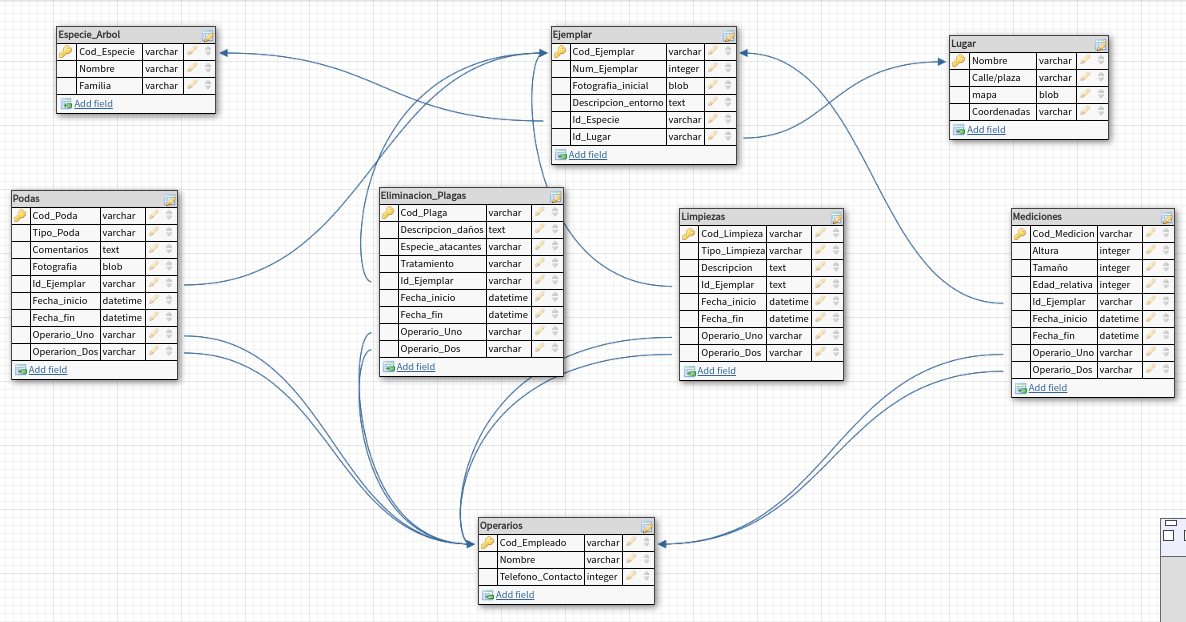 Especie_Arbol
Cod_Especie varchar
Nombre varchar
Familia varchar
Add field
Ejemplar
Cod_Ejemplar varchar
Num_Ejemplar integer
Fotografia_inicial blob
Descripcion_entorno text
Id_Especie varchar
Id_Lugar varchar
Add field
Lugar
Nombre varchar
Calle/plaza varchar
mapa blob
Coordenadas varchar
Add field
Podas
Cod_Poda varchar
Tipo_Poda varchar
Comentarios text
Fotografia blob
Id_Ejemplar varchar
Fecha_inicio datetime
Fecha_fin datetime
Operario_Uno varchar
Operarion_Dos varchar
Add field
Eliminacion_Plagas
Cod_Plaga varchar
Descripcion_daños text
Especie_atacantes varchar
Tratamiento varchar
Id_Ejemplar varchar
Fecha_inicio datetime
Fecha_fin datetime
Operario_Uno varchar
Operario_Dos varchar
Add field
Limpiezas
Cod_Limpieza varchar
Tipo_Limpieza varchar
Descripcion text
Id_Ejemplar text
Fecha_inicio datetime
Fecha_fin datetime
Operario_Uno varchar
Operario_Dos varchar
Add field
Mediciones
Cod_Medicion varchar
Altura integer
Tamaño integer
Edad_relativa integer
Id_Ejemplar varchar
Fecha_inicio datetime
Fecha_fin datetime
Operario_Uno varchar
Operario_Dos varchar
Add field
Operarios
Cod_Empleado varchar
Nombre varchar
Telefono_Contacto integer
Add field